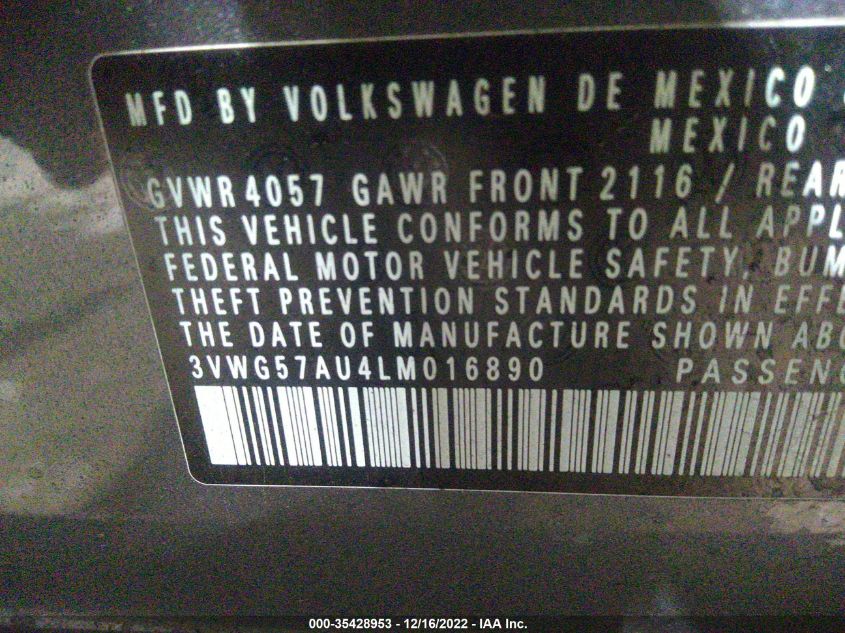 MFD BY VOLKSWAGEN DE MEXICO
MEXICO
GVWR 4057 GAWR FRONT 2116 / REAR
THIS VEHICLE CONFORMS TO ALL APPL
FEDERAL MOTOR VEHICLE SAFETY, BUM
THEFT PREVENTION STANDARDS IN EFFE
THE DATE OF MANUFACTURE SHOWN ABO
3VWG57AU4LM016890 PASSENG
000-35428953 - 12/16/2022 - IAA Inc.